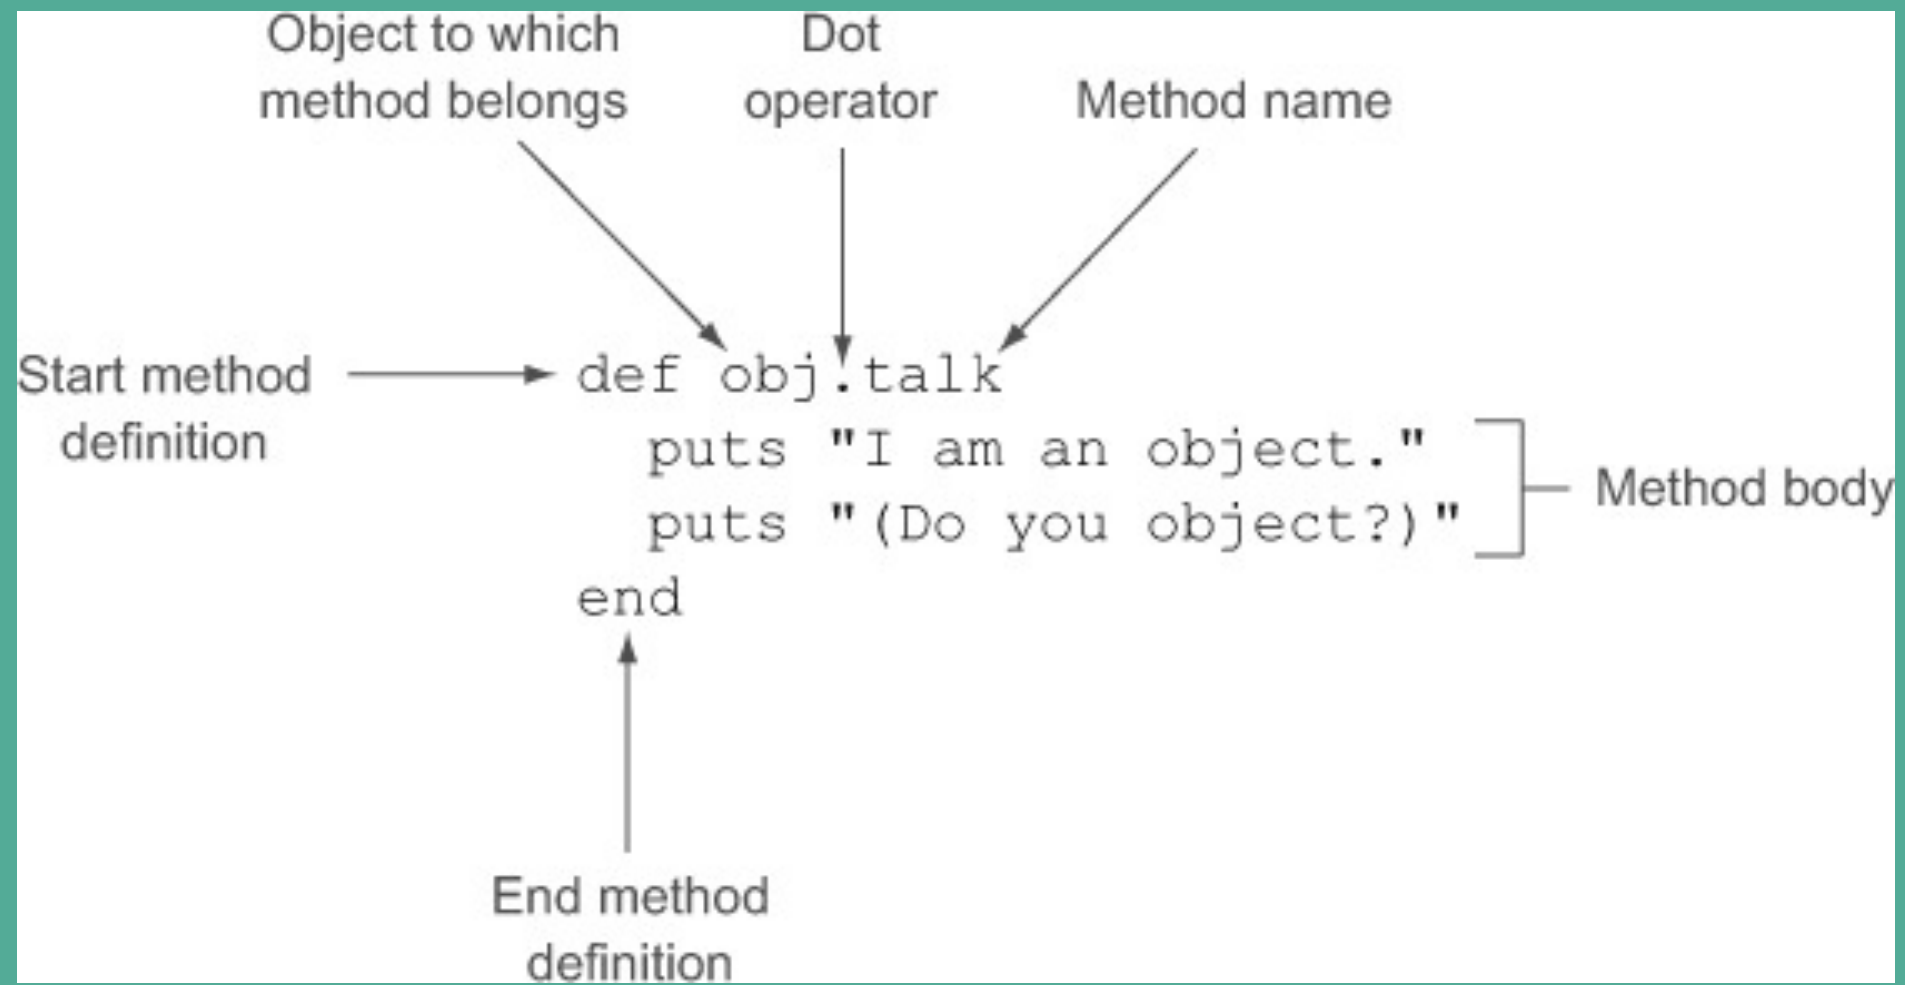 Object to which
method belongs
Dot
operator
Method name
Start method
definition
def obj.talk
puts "I am an object."
puts "(Do you object?)"
end
Method body
End method
definition